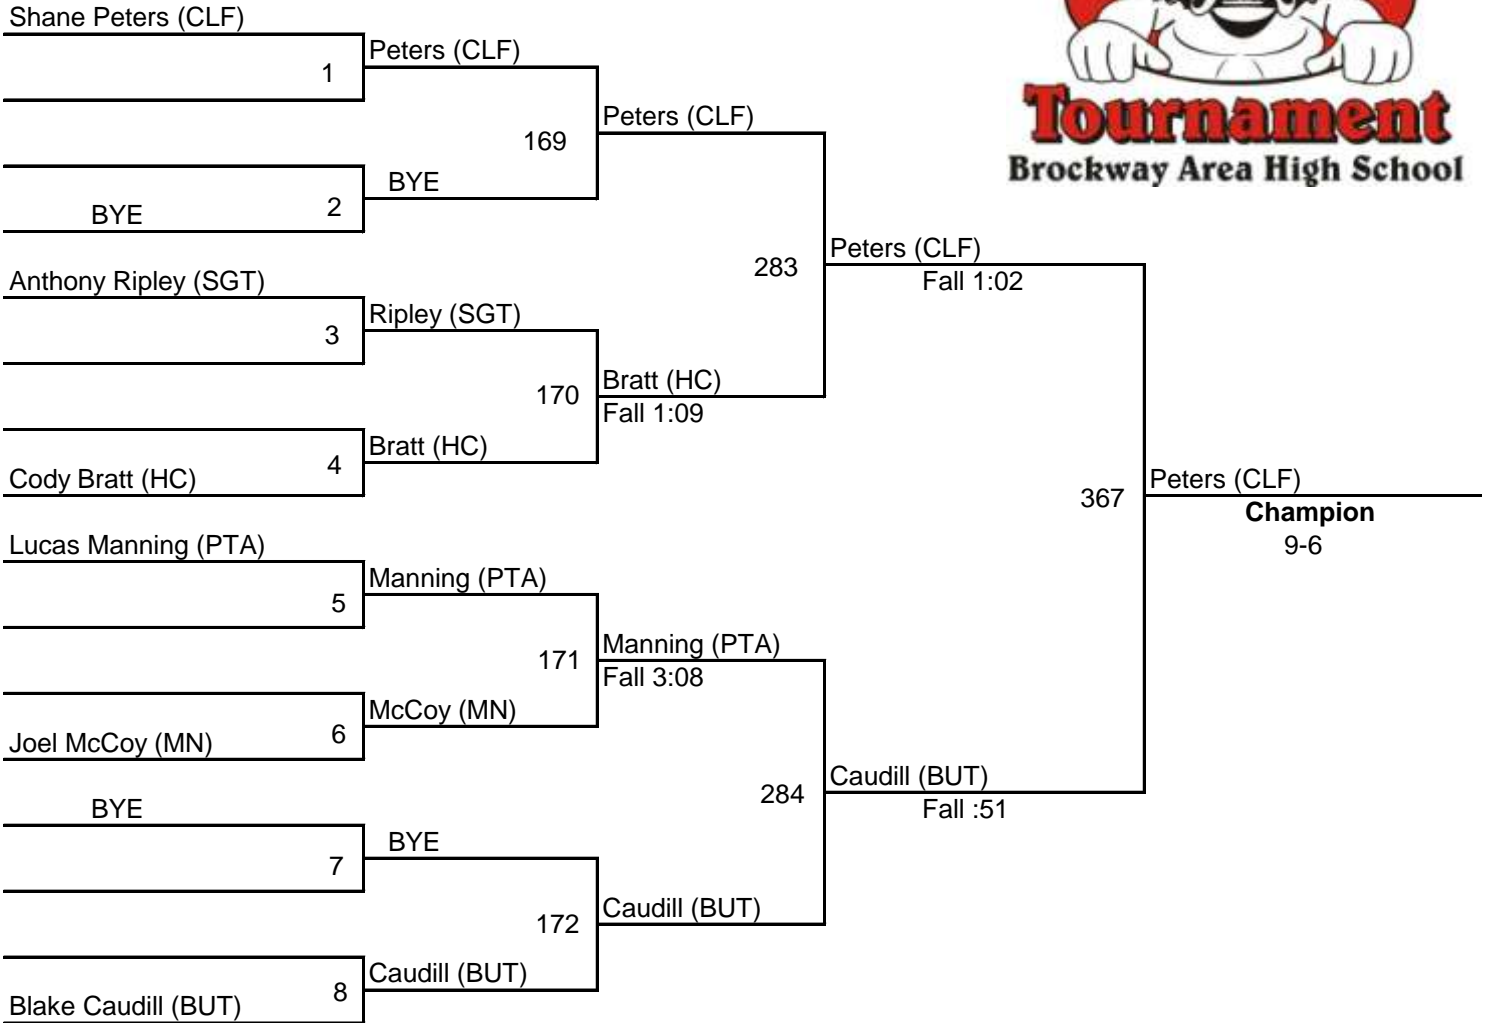 Shane Peters (CLF)
1
Peters (CLF)
169
Peters (CLF)
2
BYE
BYE
Anthony Ripley (SGT)
3
Ripley (SGT)
170
Bratt (HC)
Fall 1:09
4
Bratt (HC)
Cody Bratt (HC)
283
Peters (CLF)
Fall 1:02
Lucas Manning (PTA)
5
Manning (PTA)
171
Manning (PTA)
Fall 3:08
6
McCoy (MN)
Joel McCoy (MN)
BYE
7
BYE
172
Caudill (BUT)
8
Caudill (BUT)
Blake Caudill (BUT)
284
Caudill (BUT)
Fall :51
367
Peters (CLF)
Champion
9-6
Tournament
Brockway Area High School